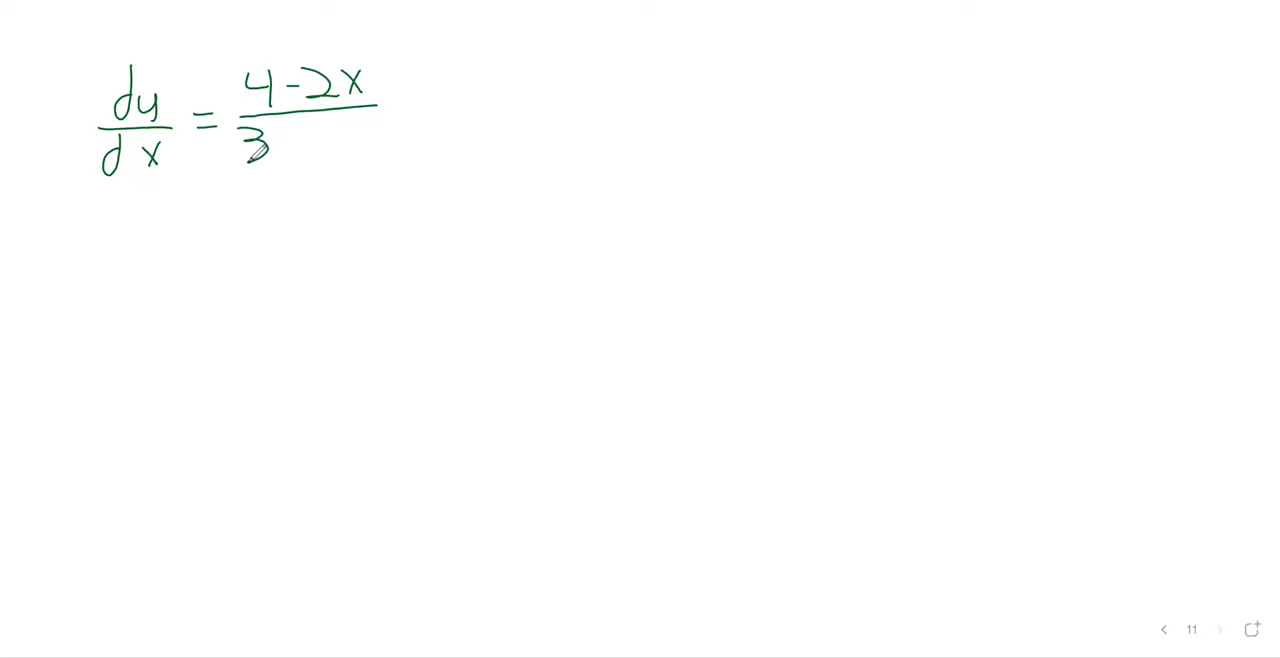 dy/dx = (4-2x)/3
11